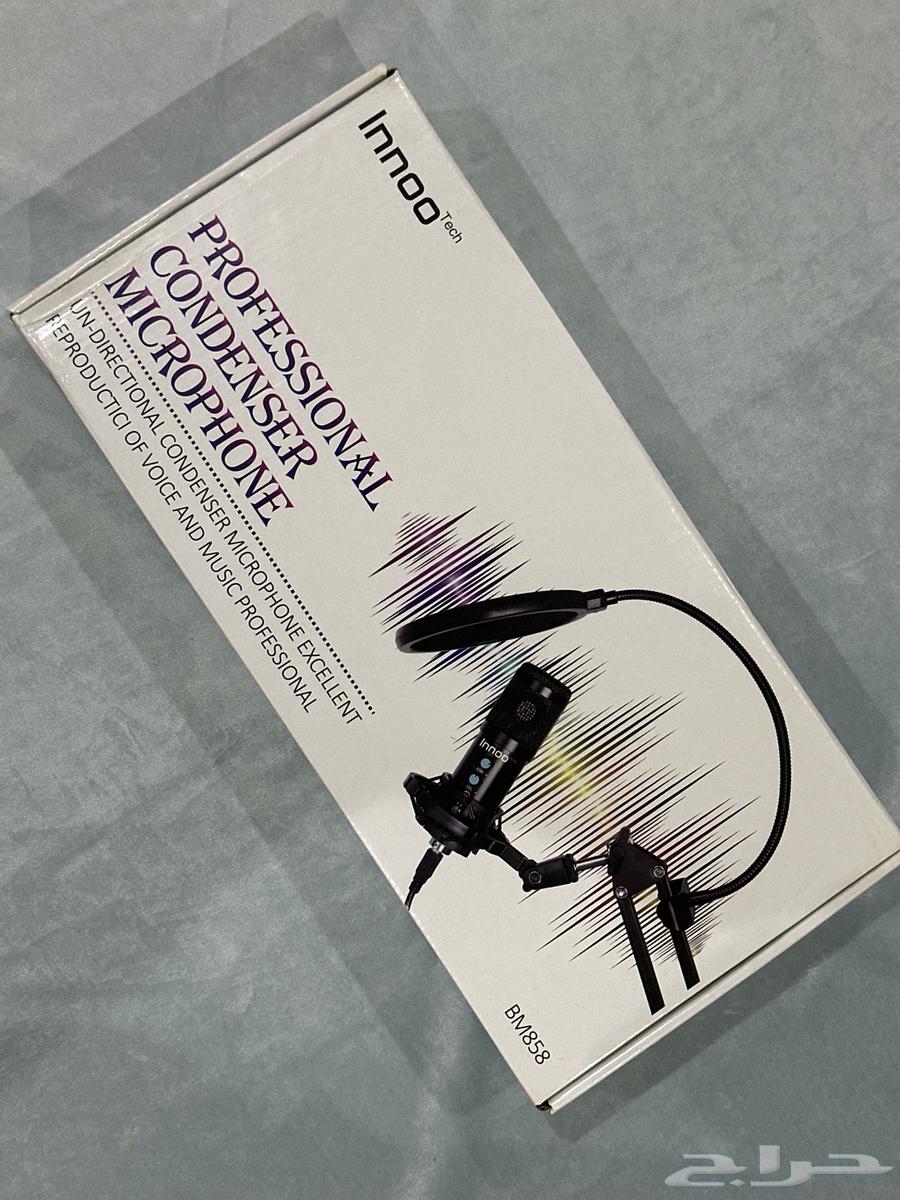 Innoo Tech
PROFESSIONAL
CONDENSER
MICROPHONE
UN-DIRECTIONAL CONDENSER MICROPHONE EXCELLENT
REPRODUCTICI OF VOICE AND MUSIC PROFESSIONAL
Innoo
BM858
حراج